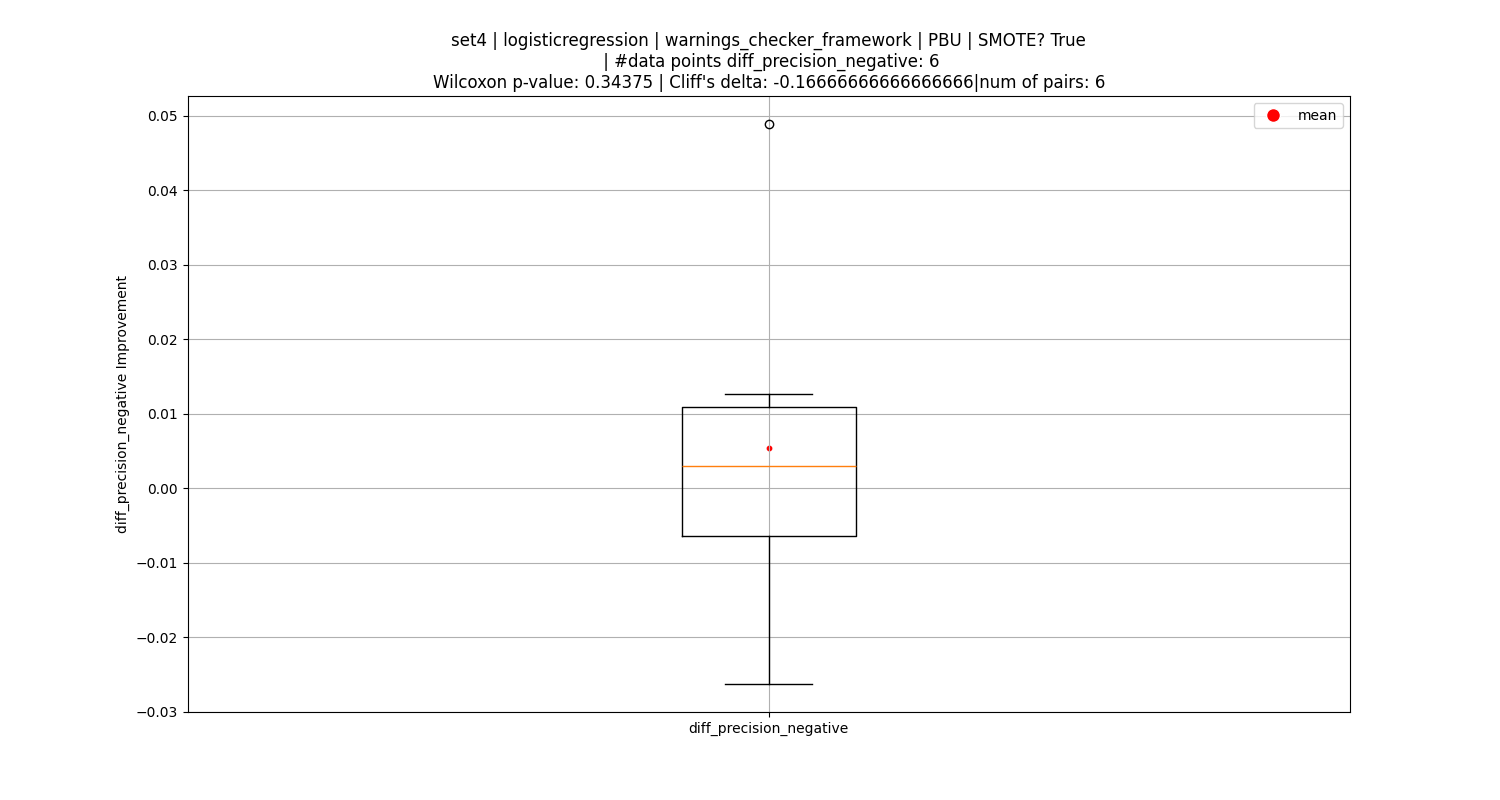 set4 | logisticregression | warnings_checker_framework | PBU | SMOTE? True
| #data points diff_precision_negative: 6
Wilcoxon p-value: 0.34375 | Cliff's delta: -0.16666666666666666|num of pairs: 6
mean
0.05
0.04
0.03
0.02
0.01
0.00
−0.01
−0.02
−0.03
diff_precision_negative Improvement
diff_precision_negative